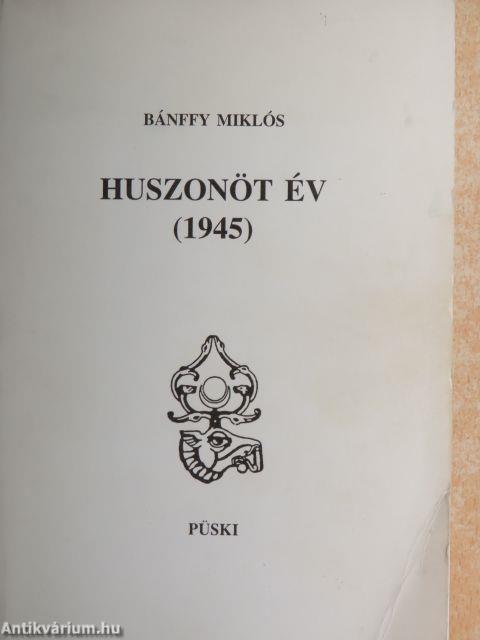 BÁNFFY MIKLÓS
HUSZONÖT ÉV
(1945)
PÜSKI
Antikvárium.hu